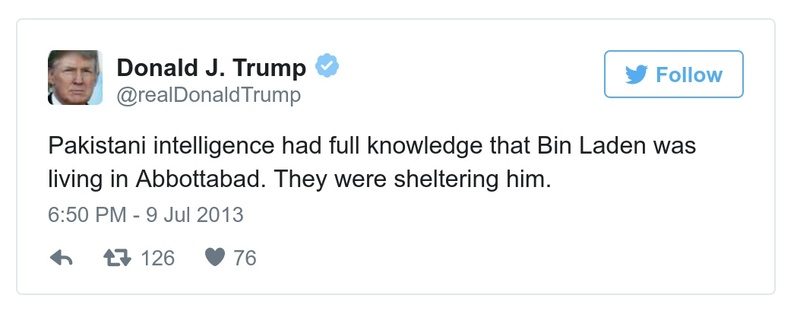 Donald J. Trump
@realDonaldTrump
Follow
Pakistani intelligence had full knowledge that Bin Laden was
living in Abbottabad. They were sheltering him.
6:50 PM - 9 Jul 2013
126 76